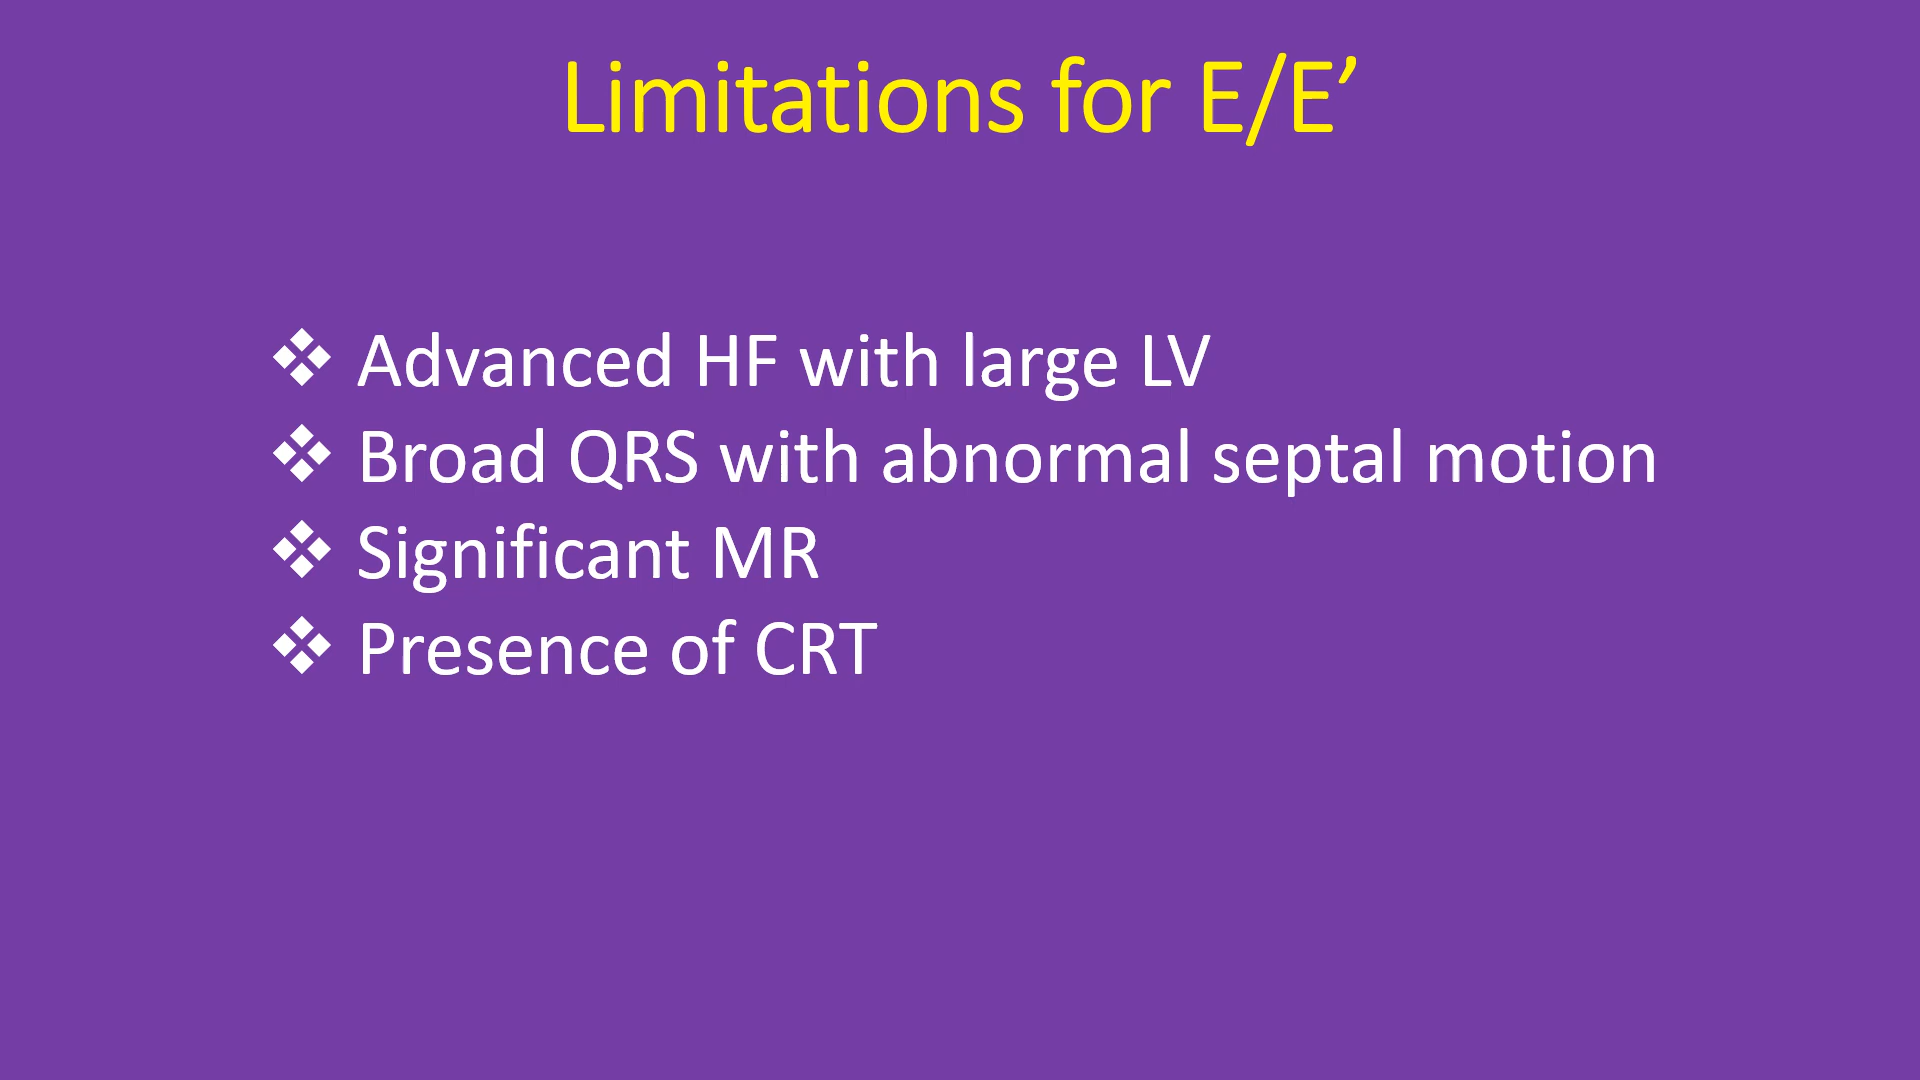 Limitations for E/E’
❖ Advanced HF with large LV
❖ Broad QRS with abnormal septal motion
❖ Significant MR
❖ Presence of CRT